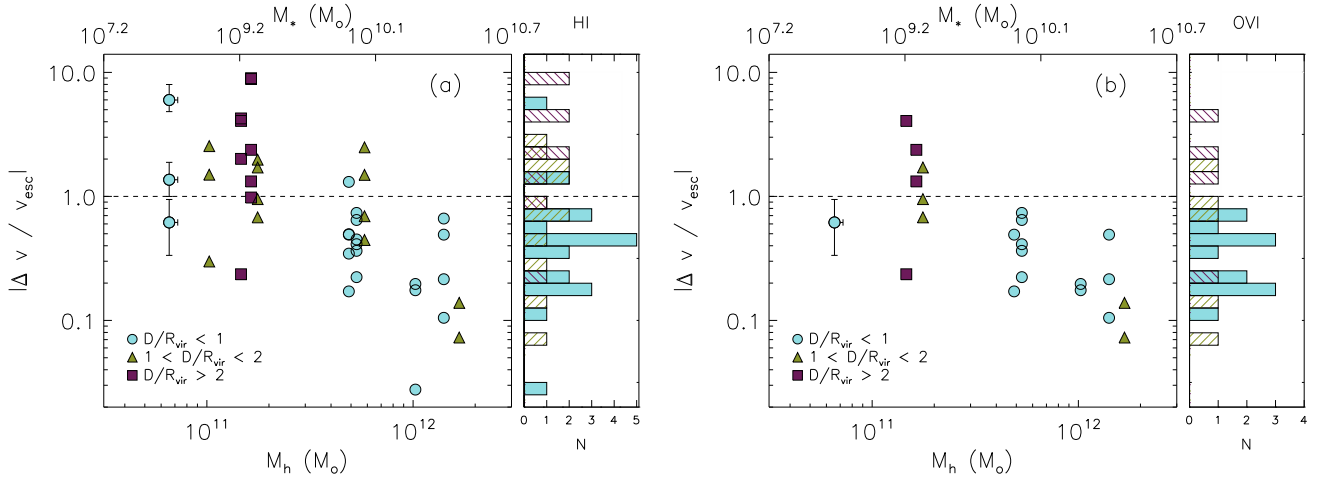 M* (Mo)
10^7.2 10^9.2 10^10.1 10^10.7
HI
(a)
10.0
1.0
0.1
|Δ v / vesc|
D/Rvir < 1
1 < D/Rvir < 2
D/Rvir > 2
10^11 10^12
Mh (Mo)
0 1 2 3 4 5
N
M* (Mo)
10^7.2 10^9.2 10^10.1 10^10.7
OVI
(b)
10.0
1.0
0.1
|Δ v / vesc|
D/Rvir < 1
1 < D/Rvir < 2
D/Rvir > 2
10^11 10^12
Mh (Mo)
0 1 2 3 4
N